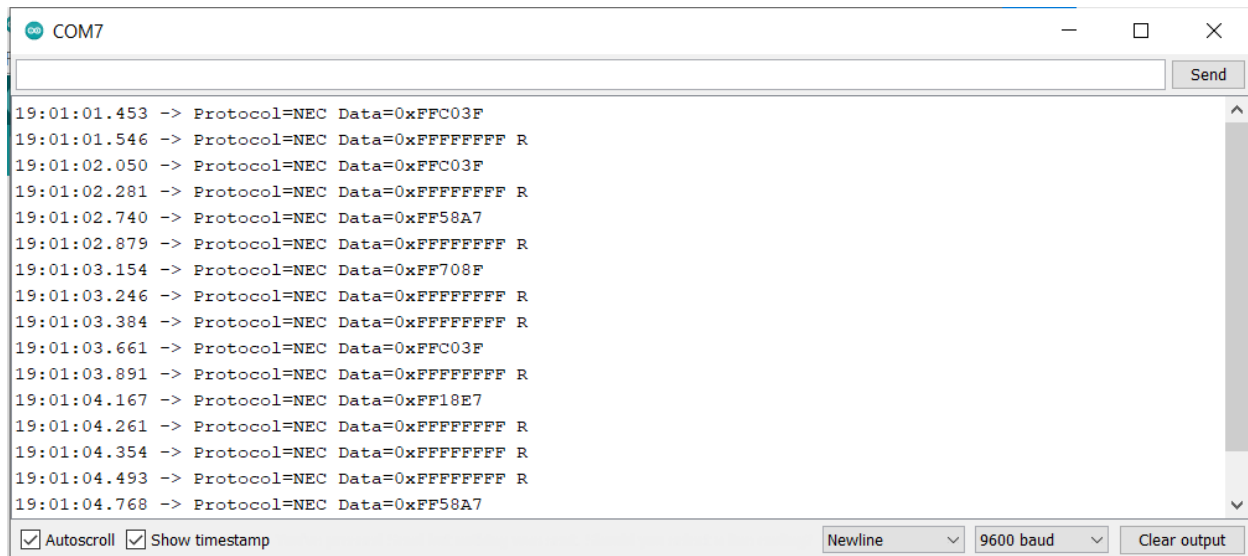 COM7
Send
19:01:01.453 -> Protocol=NEC Data=0xFFC03F
19:01:01.546 -> Protocol=NEC Data=0xFFFFFFFF R
19:01:02.050 -> Protocol=NEC Data=0xFFC03F
19:01:02.281 -> Protocol=NEC Data=0xFFFFFFFF R
19:01:02.740 -> Protocol=NEC Data=0xFF58A7
19:01:02.879 -> Protocol=NEC Data=0xFFFFFFFF R
19:01:03.154 -> Protocol=NEC Data=0xFF708F
19:01:03.246 -> Protocol=NEC Data=0xFFFFFFFF R
19:01:03.384 -> Protocol=NEC Data=0xFFFFFFFF R
19:01:03.661 -> Protocol=NEC Data=0xFFC03F
19:01:03.891 -> Protocol=NEC Data=0xFFFFFFFF R
19:01:04.167 -> Protocol=NEC Data=0xFF18E7
19:01:04.261 -> Protocol=NEC Data=0xFFFFFFFF R
19:01:04.354 -> Protocol=NEC Data=0xFFFFFFFF R
19:01:04.493 -> Protocol=NEC Data=0xFFFFFFFF R
19:01:04.768 -> Protocol=NEC Data=0xFF58A7
Autoscroll Show timestamp Newline 9600 baud Clear output